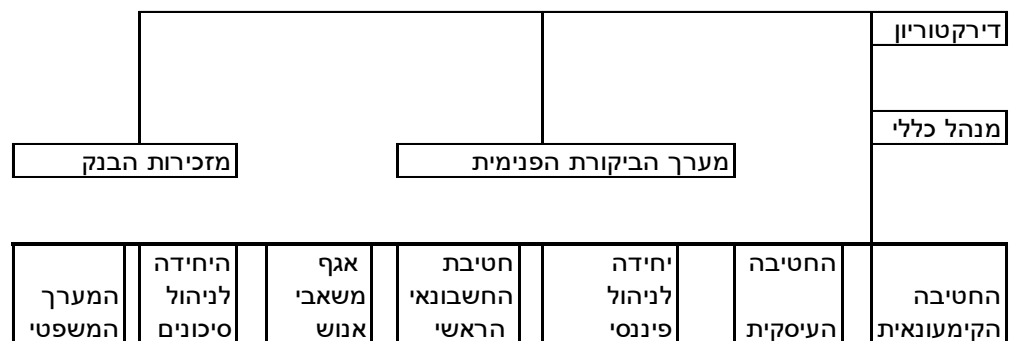 דירקטוריון
מנהל כללי
מערך הביקורת הפנימית
מזכירות הבנק
החטיבה
הקימעונאית
החטיבה
העיסקית
יחידה
לניהול
פיננסי
חטיבת
החשבונאי
הראשי
אגף
משאבי
אנוש
היחידה
לניהול
סיכונים
המערך
המשפטי